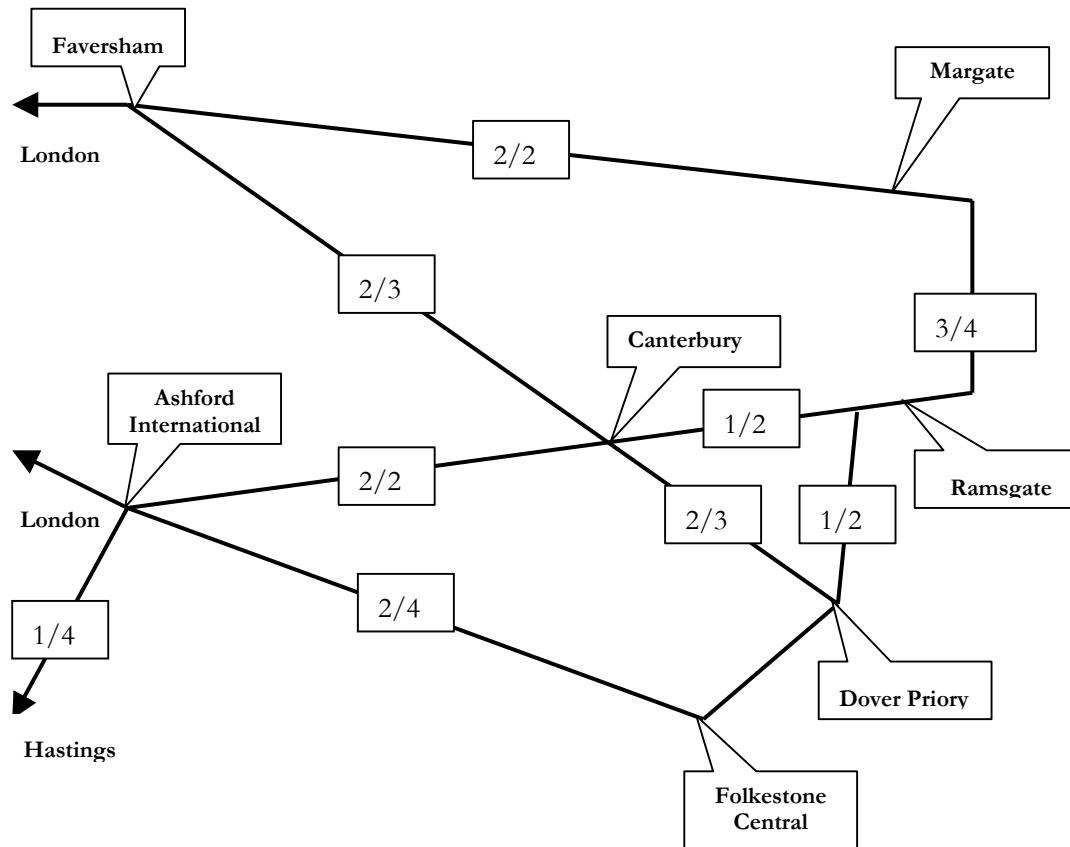 Faversham
Margate
London
2/2
2/3
3/4
Canterbury
Ashford
International
1/2
2/2
Ramsgate
London
2/3
1/2
2/4
1/4
Dover Priory
Hastings
Folkestone
Central